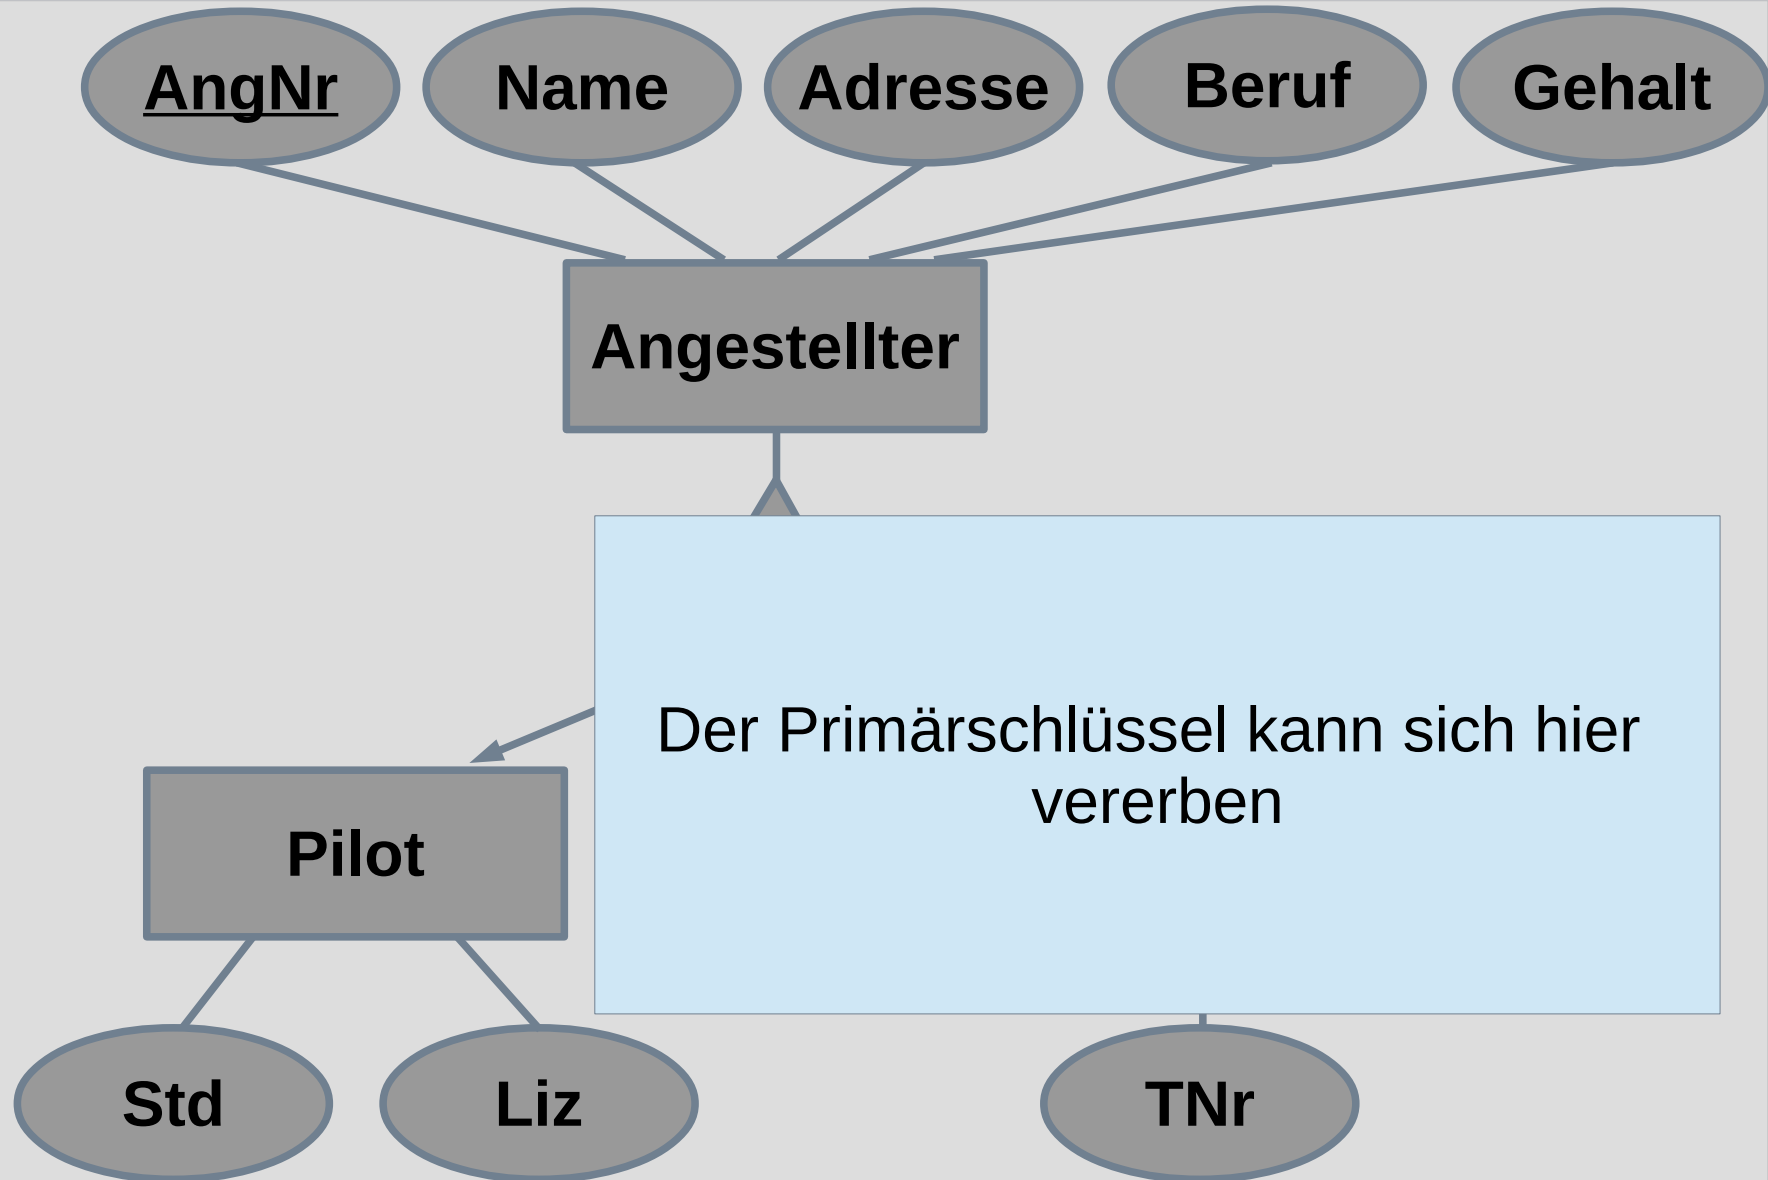 AngNr Name Adresse Beruf Gehalt
Angestellter
Der Primärschlüssel kann sich hier
vererben
Pilot
Std Liz TNr